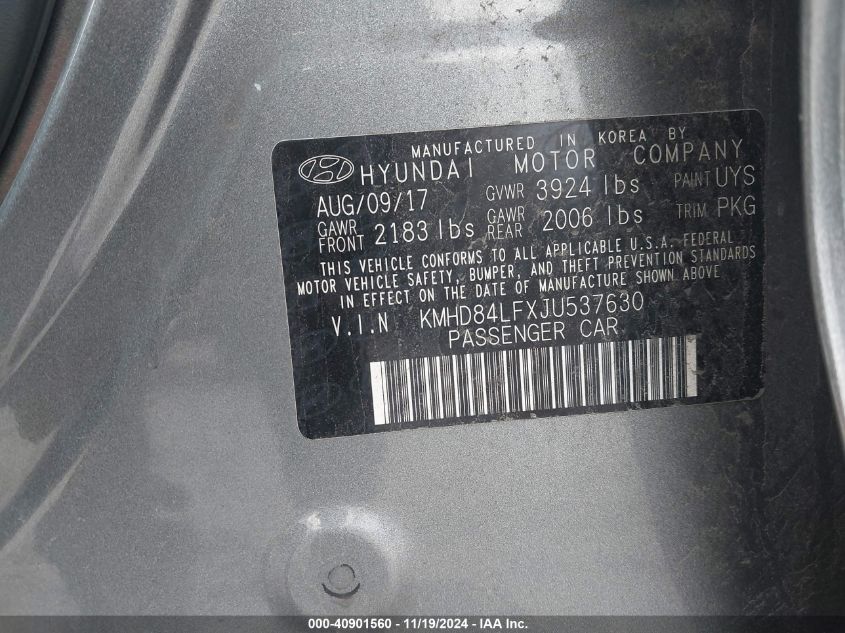 MANUFACTURED IN KOREA BY
HYUNDAI MOTOR COMPANY
AUG/09/17 GVWR 3924 lbs PAINT UYS
GAWR FRONT 2183 lbs GAWR REAR 2006 lbs TRIM PKG
THIS VEHICLE CONFORMS TO ALL APPLICABLE U.S.A. FEDERAL
MOTOR VEHICLE SAFETY, BUMPER, AND THEFT PREVENTION STANDARDS
IN EFFECT ON THE DATE OF MANUFACTURE SHOWN ABOVE
V.I.N KMHD84LFXJU537630
PASSENGER CAR
000-40901560 - 11/19/2024 - IAA Inc.